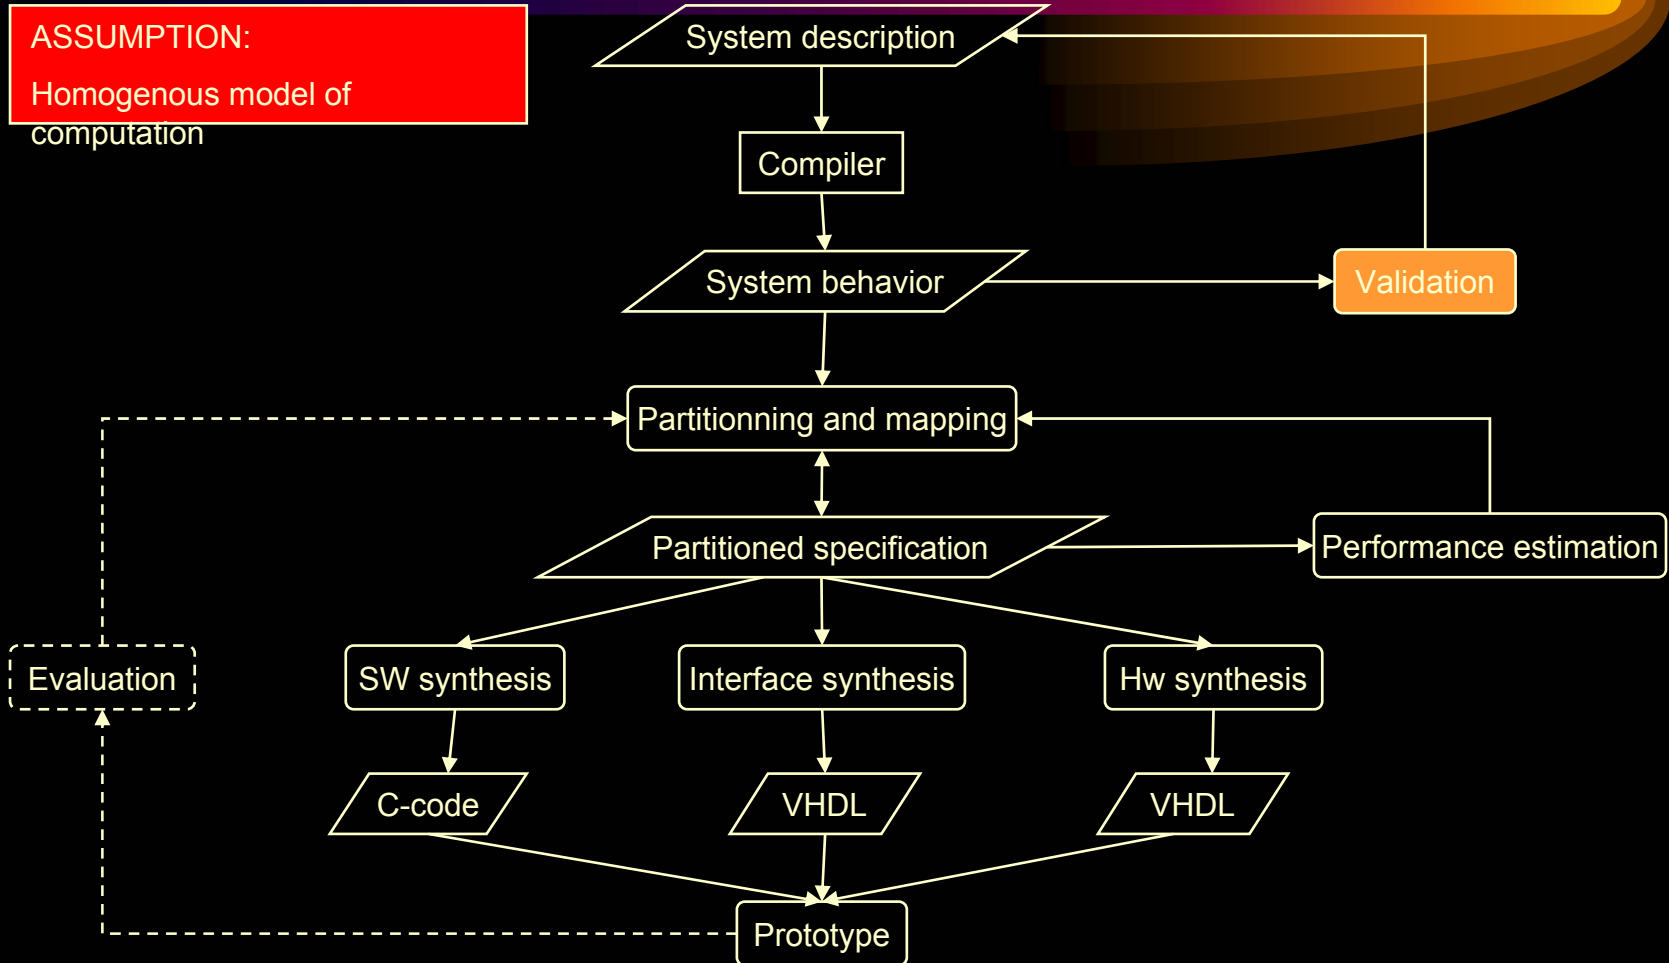 ASSUMPTION:
Homogenous model of
computation
System description
Compiler
System behavior
Validation
Partitionning and mapping
Partitioned specification
Performance estimation
Evaluation
SW synthesis
Interface synthesis
Hw synthesis
C-code
VHDL
VHDL
Prototype